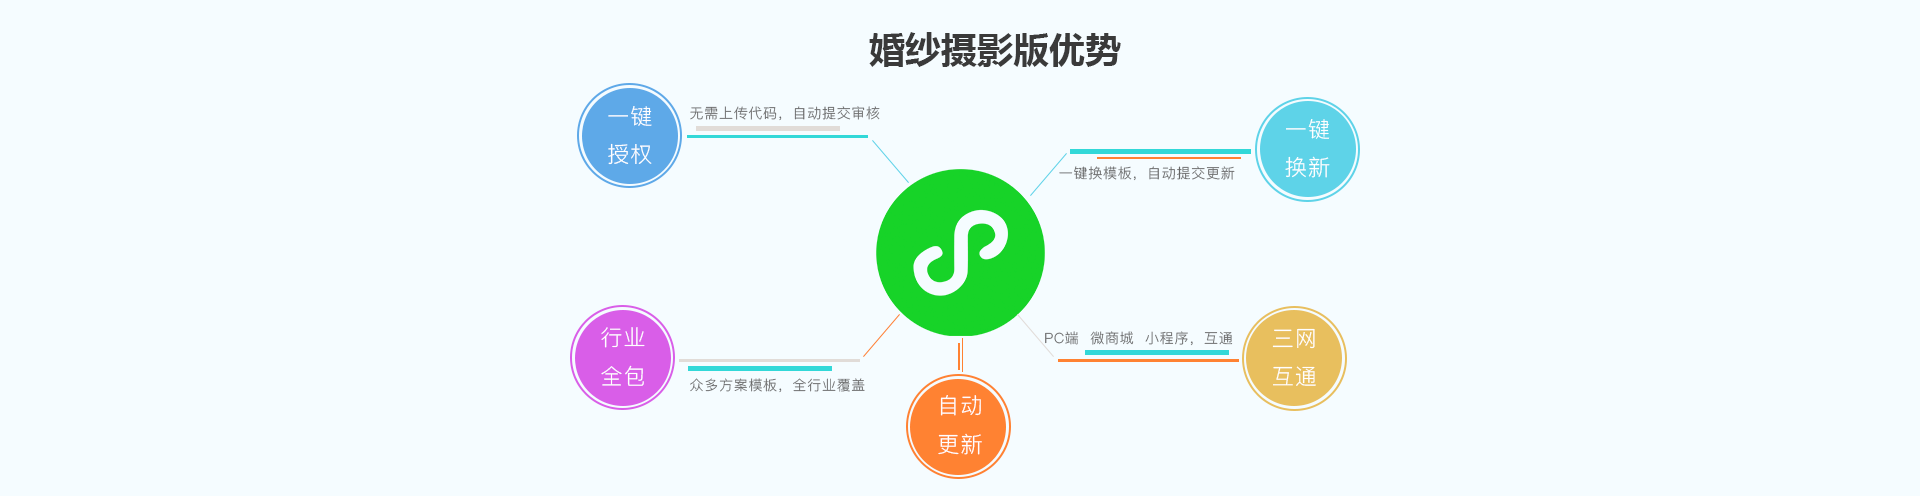 婚纱摄影版优势
一键
授权
无需上传代码，自动提交审核
一键
换新
一键换模板，自动提交更新
行业
全包
众多方案模板，全行业覆盖
PC端 微商城 小程序，互通
三网
互通
自动
更新